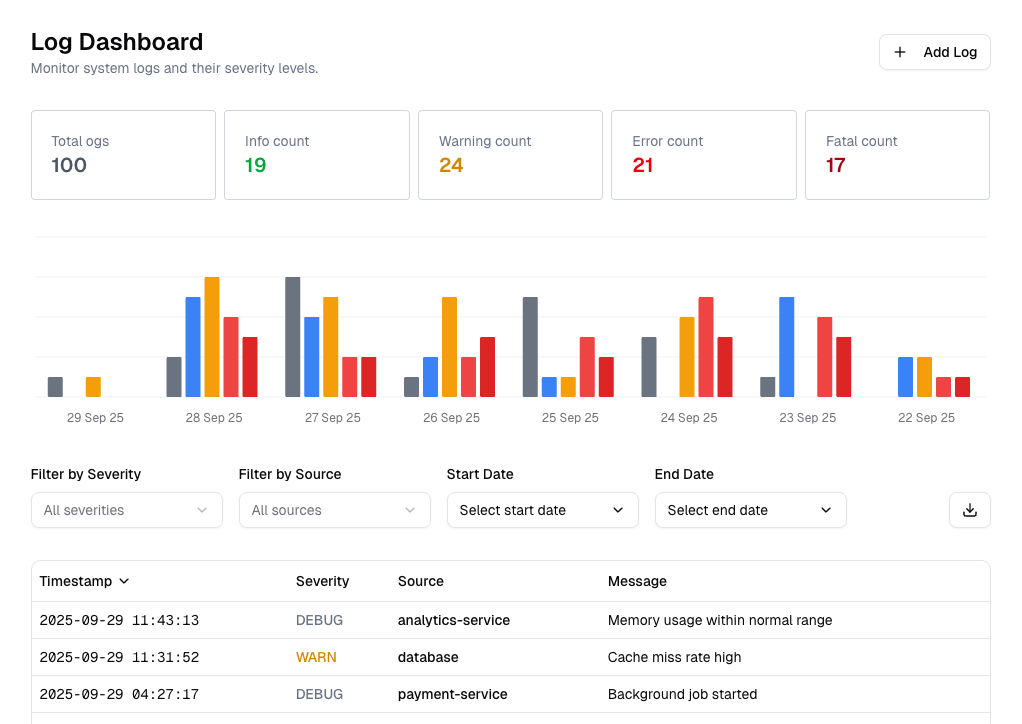 Log Dashboard
Monitor system logs and their severity levels.
Add Log
Total ogs
100
Info count
19
Warning count
24
Error count
21
Fatal count
17
29 Sep 25
28 Sep 25
27 Sep 25
26 Sep 25
25 Sep 25
24 Sep 25
23 Sep 25
22 Sep 25
Filter by Severity
Filter by Source
Start Date
End Date
All severities
All sources
Select start date
Select end date
Timestamp Severity Source Message
2025-09-29 11:43:13 DEBUG analytics-service Memory usage within normal range
2025-09-29 11:31:52 WARN database Cache miss rate high
2025-09-29 04:27:17 DEBUG payment-service Background job started